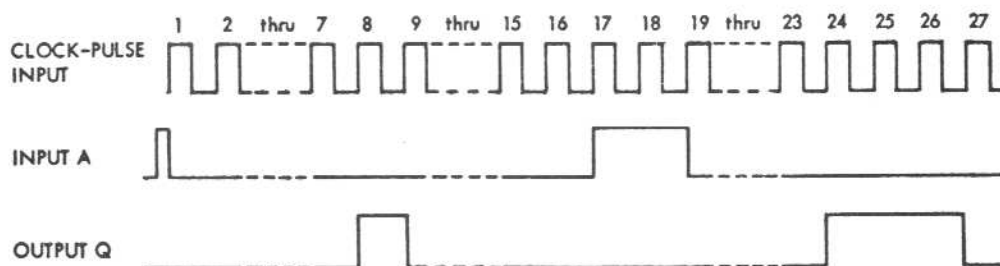 1 2 thru 7 8 9 thru 15 16 17 18 19 thru 23 24 25 26 27
CLOCK-PULSE
INPUT
INPUT A
OUTPUT Q